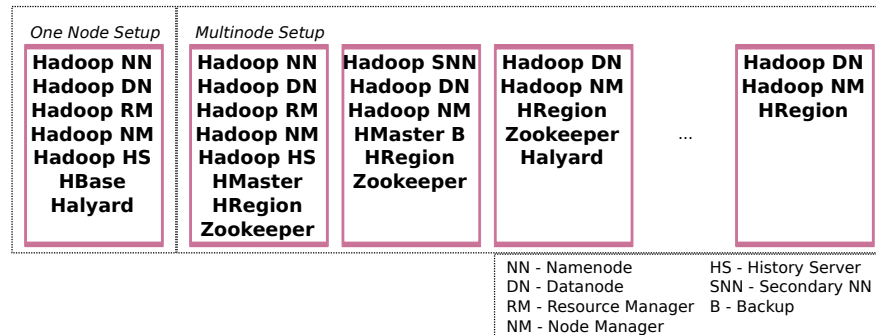 One Node Setup
Hadoop NN
Hadoop DN
Hadoop RM
Hadoop NM
Hadoop HS
HBase
Halyard
Multinode Setup
Hadoop NN
Hadoop DN
Hadoop RM
Hadoop NM
Hadoop HS
HMaster
HRegion
Zookeeper
Hadoop SNN
Hadoop DN
Hadoop NM
HMaster B
HRegion
Zookeeper
Hadoop DN
Hadoop NM
HRegion
Zookeeper
Halyard
...
Hadoop DN
Hadoop NM
HRegion
NN - Namenode
DN - Datanode
RM - Resource Manager
NM - Node Manager
HS - History Server
SNN - Secondary NN
B - Backup